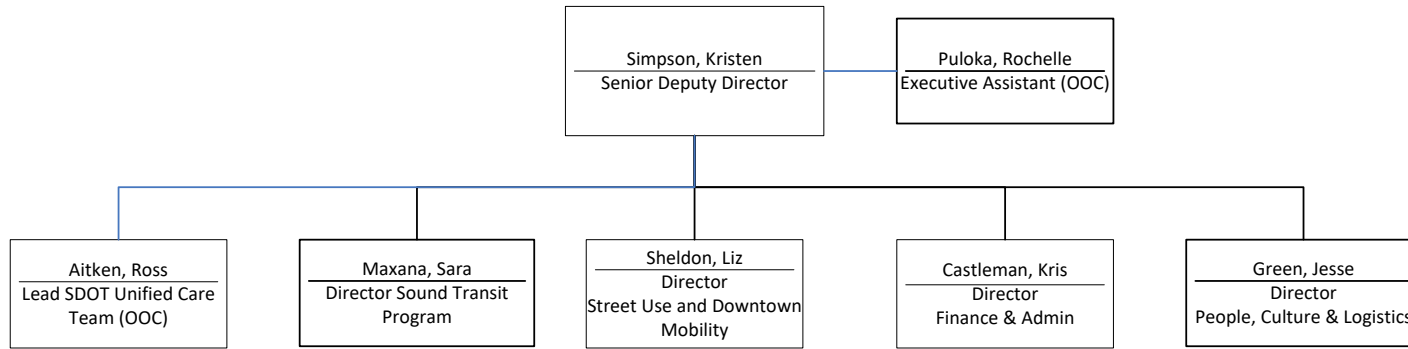 Simpson, Kristen
Senior Deputy Director
Puloka, Rochelle
Executive Assistant (OOC)
Aitken, Ross
Lead SDOT Unified Care
Team (OOC)
Maxana, Sara
Director Sound Transit
Program
Sheldon, Liz
Director
Street Use and Downtown
Mobility
Castleman, Kris
Director
Finance & Admin
Green, Jesse
Director
People, Culture & Logistics